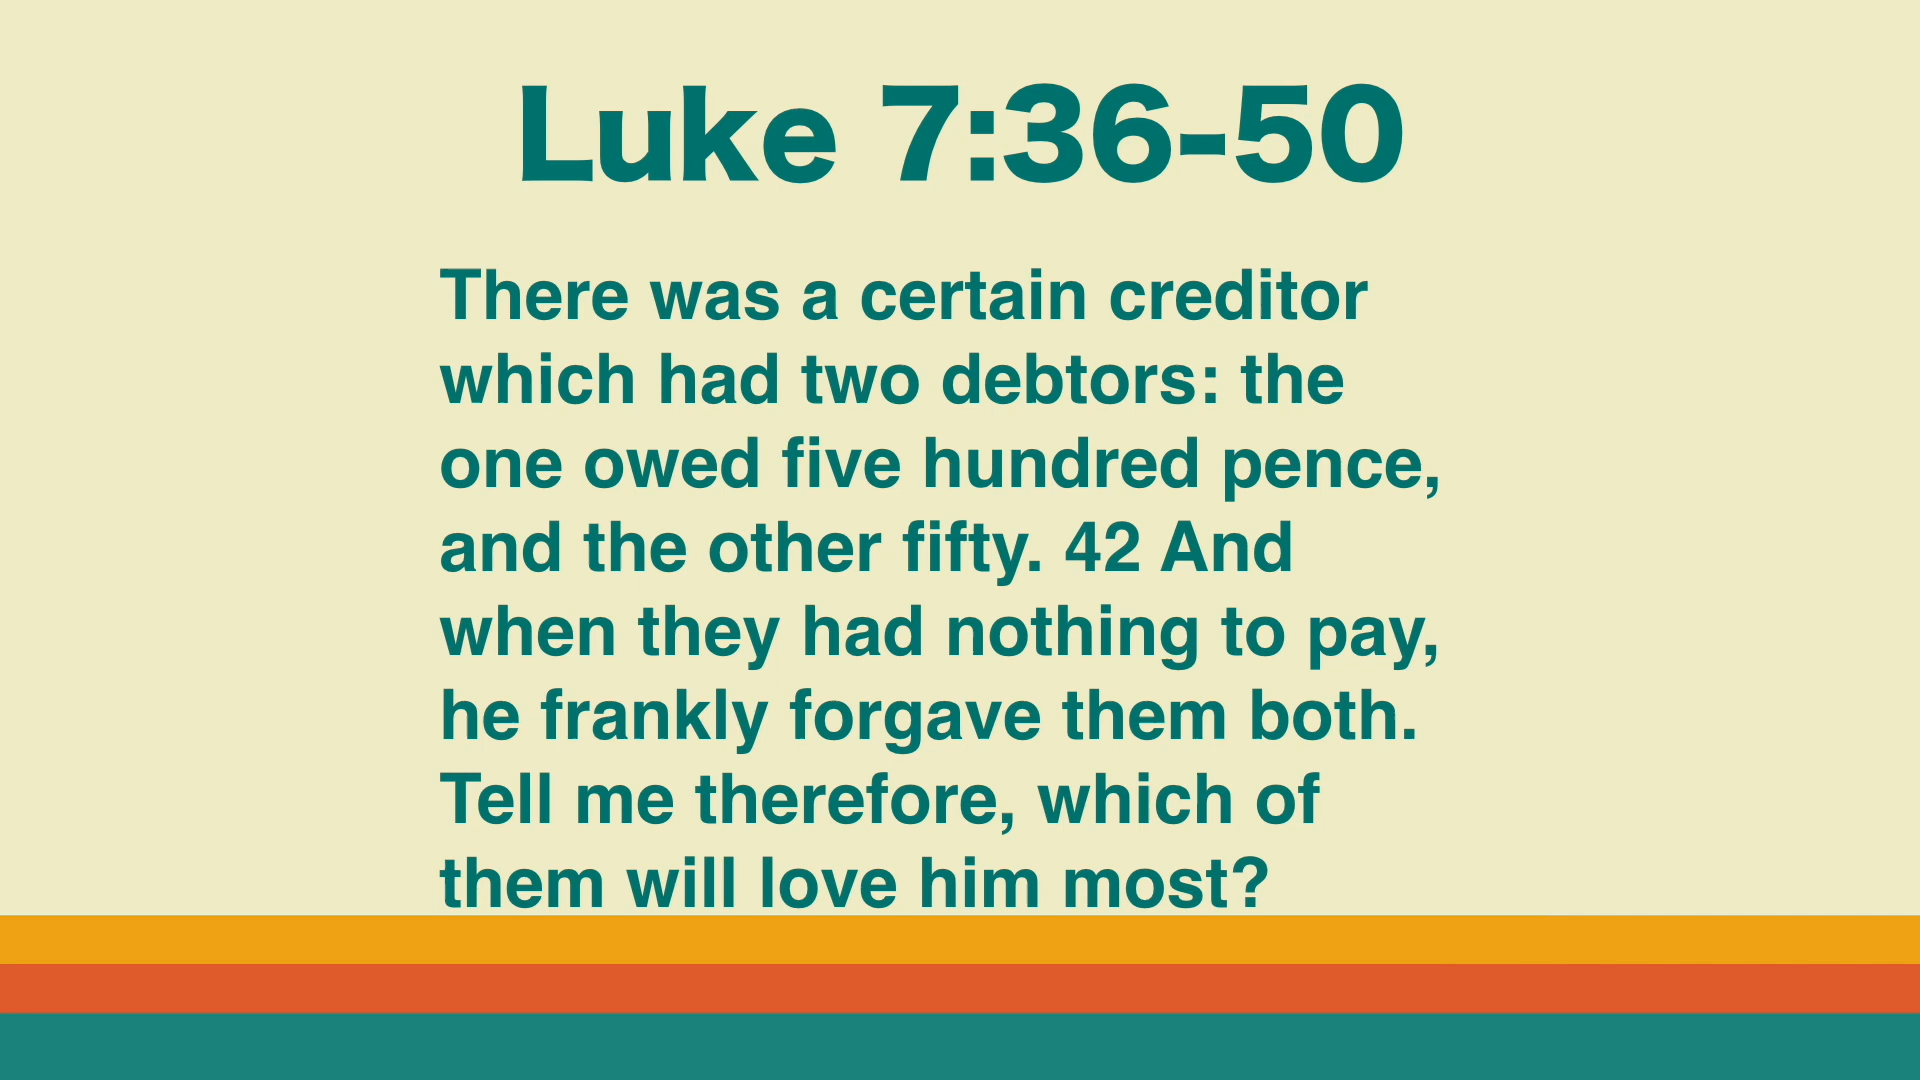 Luke 7:36-50
There was a certain creditor
which had two debtors: the
one owed five hundred pence,
and the other fifty. 42 And
when they had nothing to pay,
he frankly forgave them both.
Tell me therefore, which of
them will love him most?